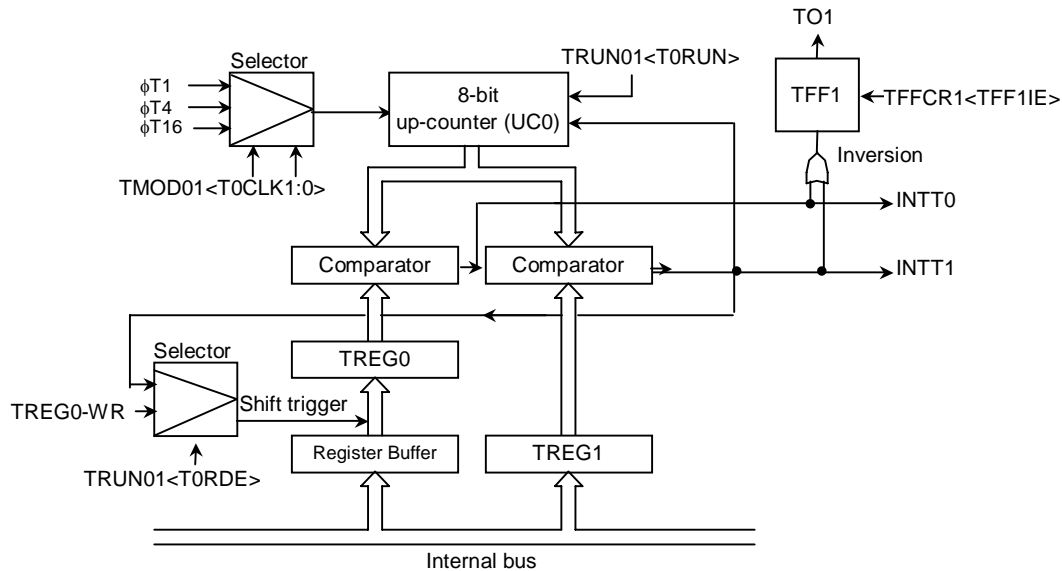 TO1
Selector
TRUN01<T0RUN>
ϕT1
ϕT4
ϕT16
8-bit
up-counter (UC0)
TFF1
TFFCR1<TFF1IE>
Inversion
TMOD01<T0CLK1:0>
INTT0
Comparator
Comparator
INTT1
Selector
TREG0
TREG0-WR
Shift trigger
Register Buffer
TREG1
TRUN01<T0RDE>
Internal bus